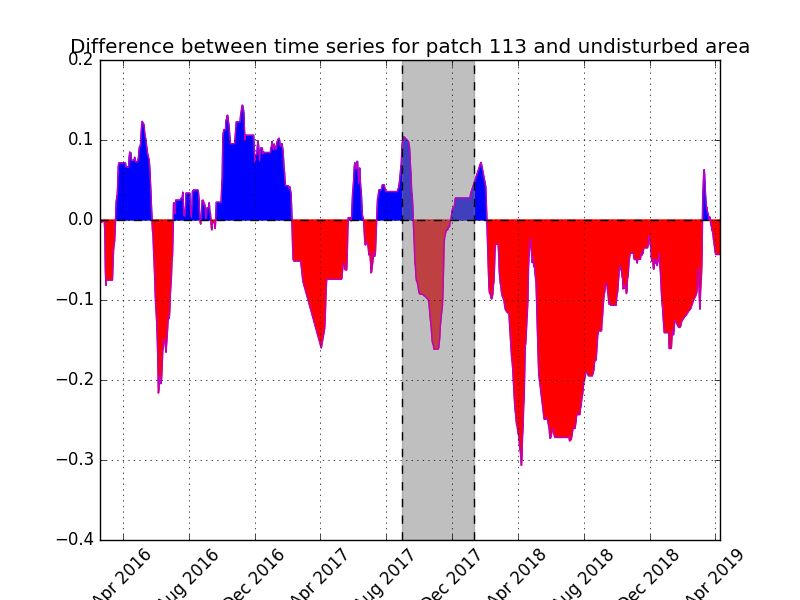 Difference between time series for patch 113 and undisturbed area
0.2
0.1
0.0
−0.1
−0.2
−0.3
−0.4
Apr 2016
Aug 2016
Dec 2016
Apr 2017
Aug 2017
Dec 2017
Apr 2018
Aug 2018
Dec 2018
Apr 2019